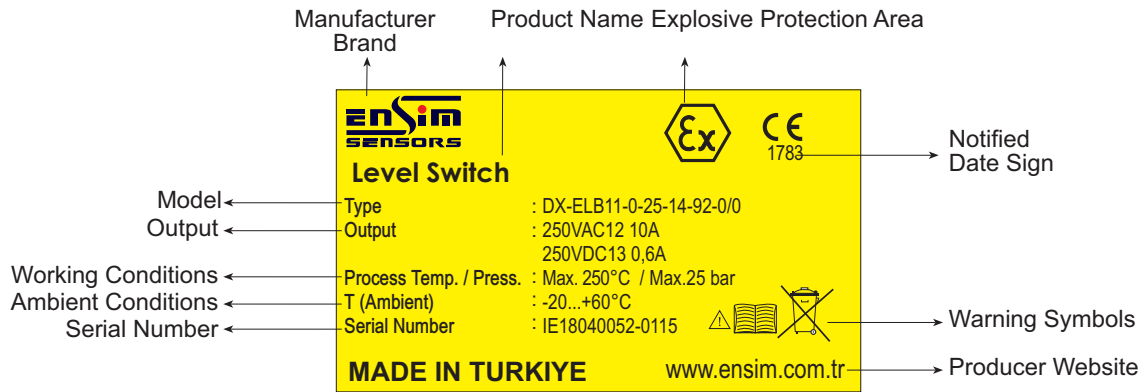 Manufacturer
Brand
Product Name
Explosive Protection Area
ensim
SENSORS
Ex
CE
1783
Notified
Date Sign
Level Switch
Model
Type : DX-ELB11-0-25-14-92-0/0
Output
Output : 250VAC12 10A
250VDC13 0,6A
Working Conditions
Process Temp. / Press. : Max. 250°C / Max.25 bar
Ambient Conditions
T (Ambient) : -20...+60°C
Serial Number
Serial Number : IE18040052-0115
Warning Symbols
MADE IN TURKIYE
www.ensim.com.tr
Producer Website